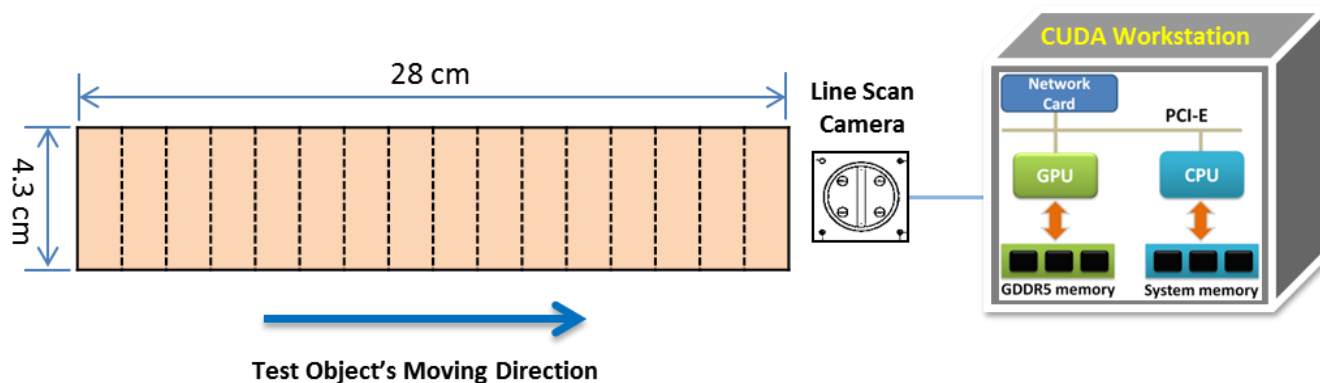 28 cm
4.3 cm
Test Object's Moving Direction
Line Scan
Camera
CUDA Workstation
Network
Card
PCI-E
GPU
CPU
GDDR5 memory
System memory